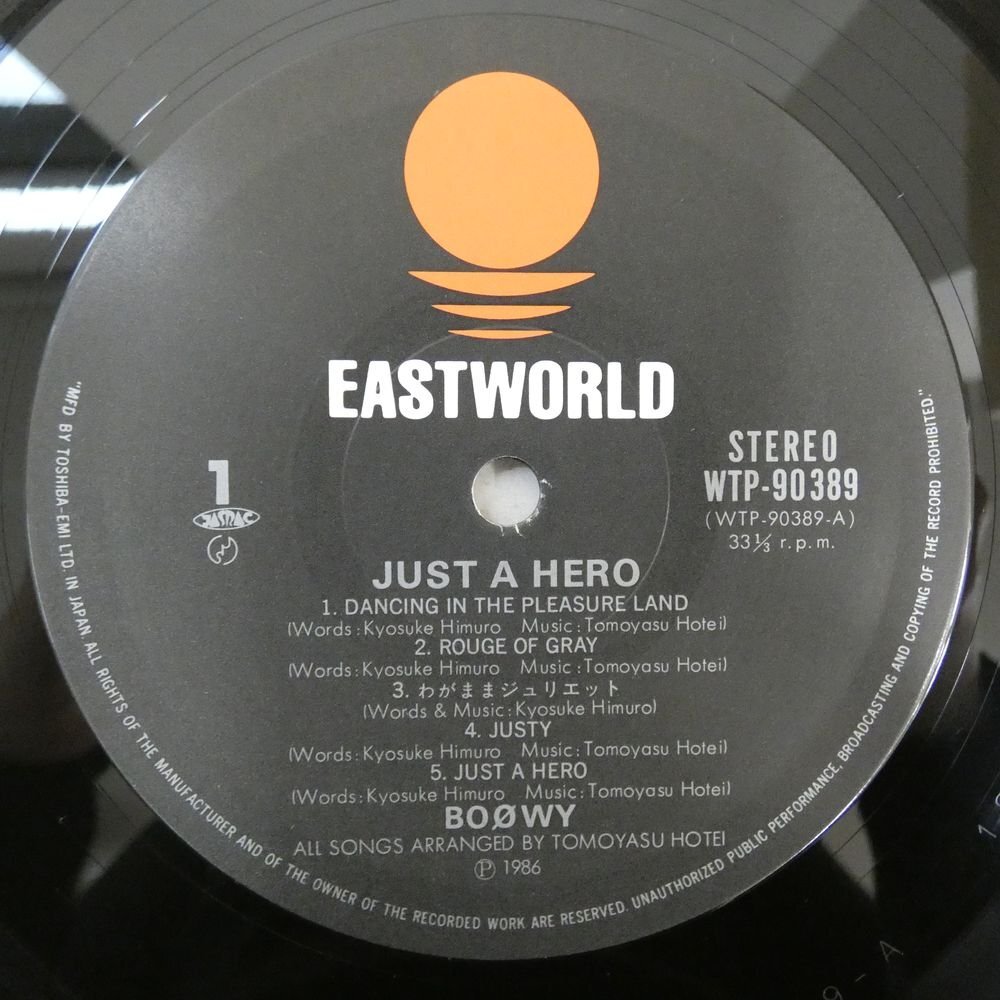 EASTWORLD
1
JASRAC
STEREO
WTP-90389
(WTP-90389-A)
33⅓ r.p.m.
JUST A HERO
1. DANCING IN THE PLEASURE LAND
(Words:Kyosuke Himuro Music:Tomoyasu Hotei)
2. ROUGE OF GRAY
(Words:Kyosuke Himuro Music:Tomoyasu Hotei)
3. わがままジュリエット
(Words & Music:Kyosuke Himuro)
4. JUSTY
(Words:Kyosuke Himuro Music:Tomoyasu Hotei)
5. JUST A HERO
(Words:Kyosuke Himuro Music:Tomoyasu Hotei)
BOØWY
ALL SONGS ARRANGED BY TOMOYASU HOTEI
Ⓟ 1986
"MFD BY TOSHIBA-EMI LTD. IN JAPAN. ALL RIGHTS OF THE MANUFACTURER AND OF THE OWNER OF THE RECORDED WORK ARE RESERVED. UNAUTHORIZED PUBLIC PERFORMANCE, BROADCASTING AND COPYING OF THE RECORD PROHIBITED."
9-A